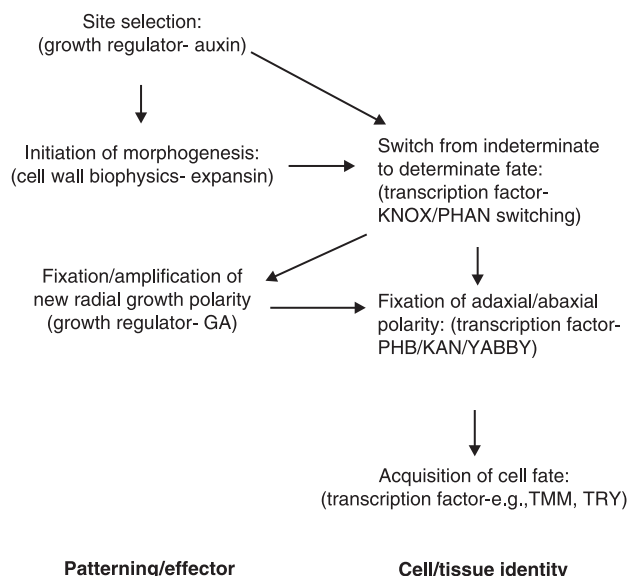 Site selection:
(growth regulator- auxin)
Initiation of morphogenesis:
(cell wall biophysics- expansin)
Switch from indeterminate
to determinate fate:
(transcription factor-
KNOX/PHAN switching)
Fixation/amplification of
new radial growth polarity
(growth regulator- GA)
Fixation of adaxial/abaxial
polarity: (transcription factor-
PHB/KAN/YABBY)
Acquisition of cell fate:
(transcription factor-e.g.,TMM, TRY)
Patterning/effector
Cell/tissue identity